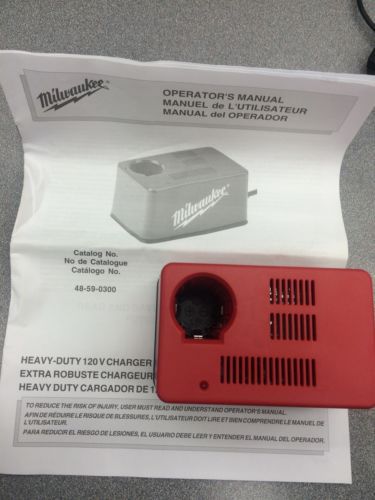 Milwaukee®
OPERATOR'S MANUAL
MANUEL de L'UTILISATEUR
MANUAL del OPERADOR
Milwaukee
Catalog No.
No de Catalogue
Catálogo No.
48-59-0300
HEAVY-DUTY 120 V CHARGER
EXTRA ROBUSTE CHARGEUR
HEAVY DUTY CARGADOR DE 1
TO REDUCE THE RISK OF INJURY, USER MUST READ AND UNDERSTAND OPERATOR'S MANUAL.
AFIN DE RÉDUIRE LE RISQUE DE BLESSURES, L'UTILISATEUR DOIT LIRE ET BIEN COMPRENDRE LE MANUEL DE
L'UTILISATEUR.
PARA REDUCIR EL RIESGO DE LESIONES, EL USUARIO DEBE LEER Y ENTENDER EL MANUAL DEL OPERADOR.